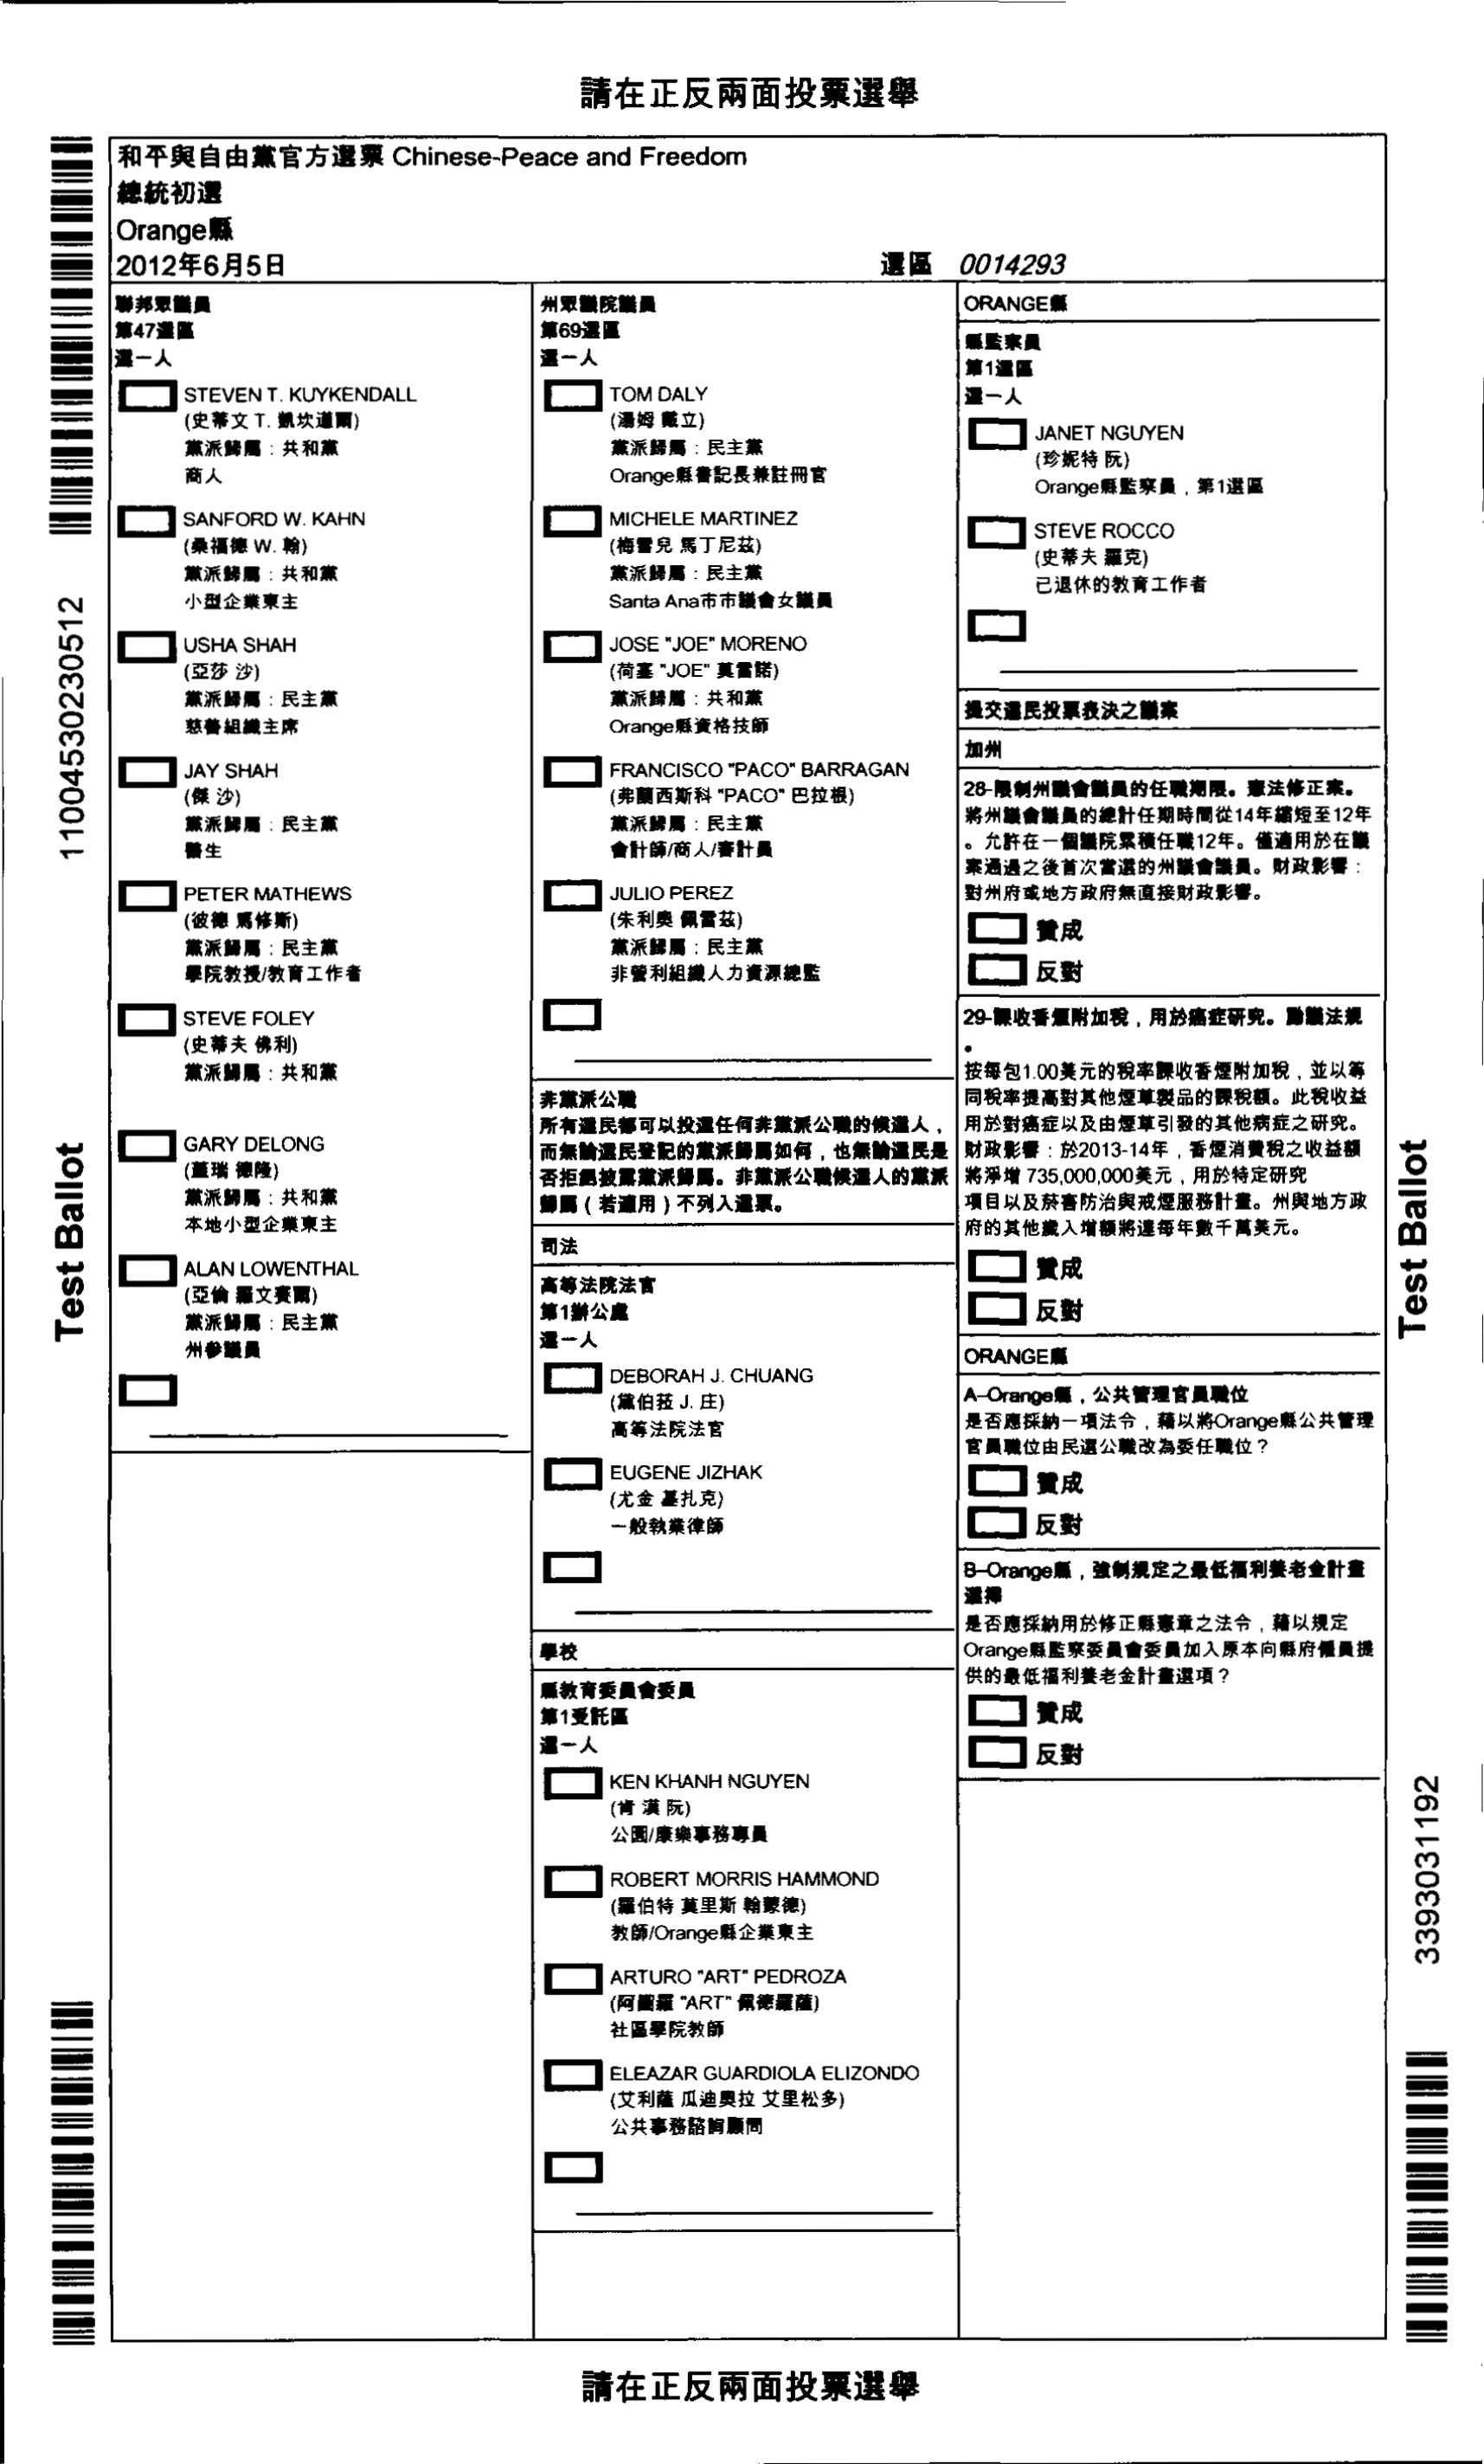 請在正反兩面投票選舉
和平與自由黨官方選票 Chinese-Peace and Freedom
總統初選
Orange縣
2012年6月5日
選區 0014293
聯邦眾議員
第47選區
選一人
STEVEN T. KUYKENDALL
(史蒂文 T. 凱坎道爾)
黨派歸屬：共和黨
商人
SANFORD W. KAHN
(桑福德 W. 翰)
黨派歸屬：共和黨
小型企業東主
USHA SHAH
(亞莎 沙)
黨派歸屬：民主黨
慈善組織主席
JAY SHAH
(傑 沙)
黨派歸屬：民主黨
醫生
PETER MATHEWS
(彼德 馬修斯)
黨派歸屬：民主黨
學院教授/教育工作者
STEVE FOLEY
(史蒂夫 佛利)
黨派歸屬：共和黨
GARY DELONG
(蓋瑞 德隆)
黨派歸屬：共和黨
本地小型企業東主
ALAN LOWENTHAL
(亞倫 羅文賽爾)
黨派歸屬：民主黨
州參議員
州眾議院議員
第69選區
選一人
TOM DALY
(湯姆 戴立)
黨派歸屬：民主黨
Orange縣書記長兼註冊官
MICHELE MARTINEZ
(梅雪兒 馬丁尼茲)
黨派歸屬：民主黨
Santa Ana市市議會女議員
JOSE "JOE" MORENO
(荷塞 "JOE" 莫雷諾)
黨派歸屬：共和黨
Orange縣資格技師
FRANCISCO "PACO" BARRAGAN
(弗蘭西斯科 "PACO" 巴拉根)
黨派歸屬：民主黨
會計師/商人/審計員
JULIO PEREZ
(朱利奧 佩雷茲)
黨派歸屬：民主黨
非營利組織人力資源總監
非黨派公職
所有選民都可以投選任何非黨派公職的候選人，
而無論選民登記的黨派歸屬如何，也無論選民是
否拒絕披露黨派歸屬。非黨派公職候選人的黨派
歸屬（若適用）不列入選票。
司法
高等法院法官
第1辦公處
選一人
DEBORAH J. CHUANG
(黛伯菈 J. 庄)
高等法院法官
EUGENE JIZHAK
(尤金 基扎克)
一般執業律師
學校
縣教育委員會委員
第1受託區
選一人
KEN KHANH NGUYEN
(肯 漢 阮)
公園/康樂事務專員
ROBERT MORRIS HAMMOND
(羅伯特 莫里斯 翰蒙德)
教師/Orange縣企業東主
ARTURO "ART" PEDROZA
(阿圖羅 "ART" 佩德羅薩)
社區學院教師
ELEAZAR GUARDIOLA ELIZONDO
(艾利薩 瓜迪奧拉 艾里松多)
公共事務諮詢顧問
ORANGE縣
縣監察員
第1選區
選一人
JANET NGUYEN
(珍妮特 阮)
Orange縣監察員，第1選區
STEVE ROCCO
(史蒂夫 羅克)
已退休的教育工作者
提交選民投票表決之議案
加州
28-限制州議會議員的任職期限。憲法修正案。
將州議會議員的總計任期時間從14年縮短至12年
。允許在一個議院累積任職12年。僅適用於在議
案通過之後首次當選的州議會議員。財政影響：
對州府或地方政府無直接財政影響。
贊成
反對
29-課收香煙附加稅，用於癌症研究。動議法規
。
按每包1.00美元的稅率課收香煙附加稅，並以等
同稅率提高對其他煙草製品的課稅額。此稅收益
用於對癌症以及由煙草引發的其他病症之研究。
財政影響：於2013-14年，香煙消費稅之收益額
將淨增 735,000,000美元，用於特定研究
項目以及菸害防治與戒煙服務計畫。州與地方政
府的其他歲入增額將達每年數千萬美元。
贊成
反對
ORANGE縣
A-Orange縣，公共管理官員職位
是否應採納一項法令，藉以將Orange縣公共管理
官員職位由民選公職改為委任職位？
贊成
反對
B-Orange縣，強制規定之最低福利養老金計畫
選擇
是否應採納用於修正縣憲章之法令，藉以規定
Orange縣監察委員會委員加入原本向縣府僱員提
供的最低福利養老金計畫選項？
贊成
反對
11004530230512
Test Ballot
Test Ballot
3393031192
請在正反兩面投票選舉